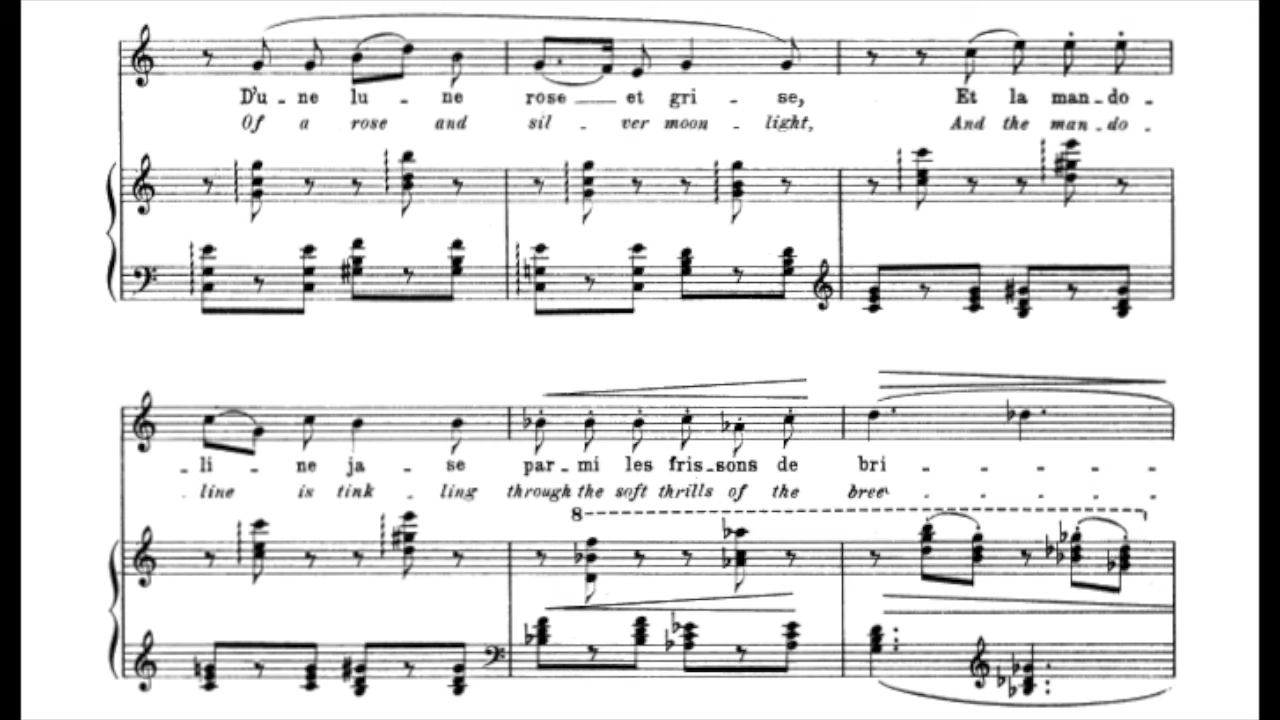 D'u - ne lu - ne rose et gri - se, Et la man - do -
Of a rose and sil - ver moon - light, And the man - do -
- li - ne ja - se par - mi les fris - sons de bri - - - - - -
line is tink - ling through the soft thrills of the bree - - - - -
8